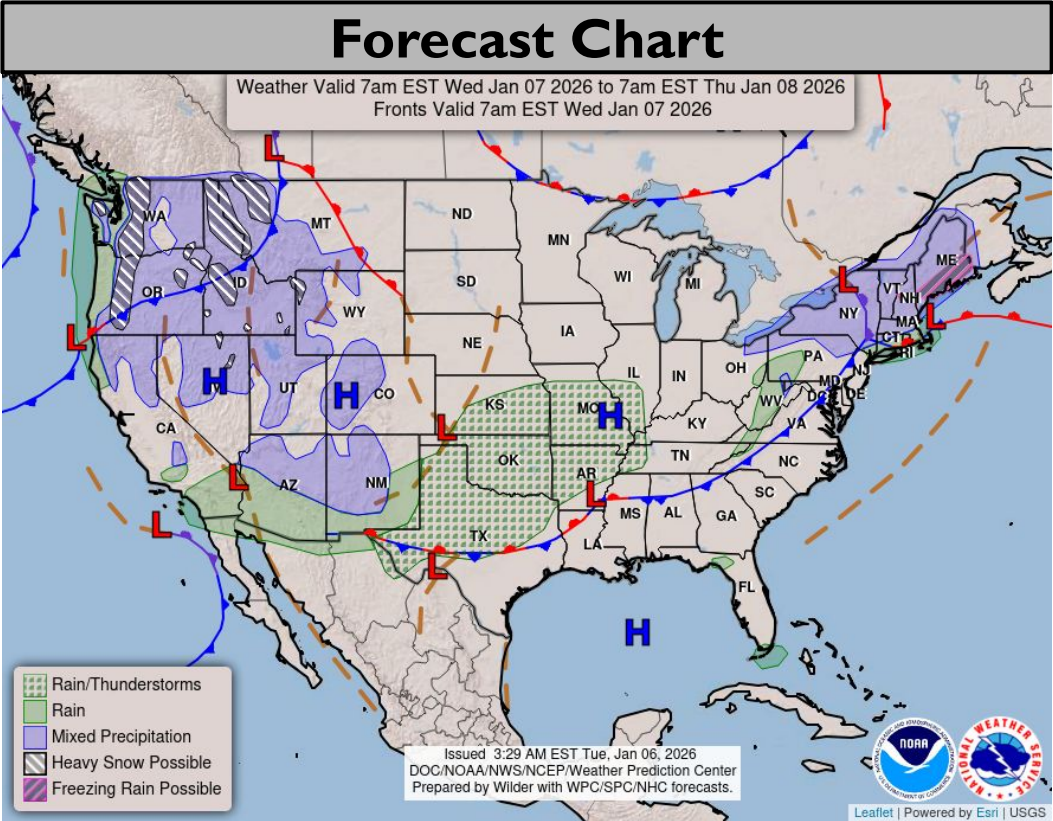 Forecast Chart
Weather Valid 7am EST Wed Jan 07 2026 to 7am EST Thu Jan 08 2026
Fronts Valid 7am EST Wed Jan 07 2026
L
WA
MT
ND
MN
ME
OR
ID
SD
WI
MI
L
VT
NH
WY
NY
L
MA
L
IA
CT
RI
NE
OH
PA
NJ
H
UT
H
CO
IL
IN
MD
DE
DC
WV
KS
MO
H
CA
L
KY
VA
OK
TN
NC
L
AZ
NM
AR
L
SC
L
TX
MS
AL
GA
LA
L
FL
H
Rain/Thunderstorms
Rain
Mixed Precipitation
Heavy Snow Possible
Freezing Rain Possible
Issued 3:29 AM EST Tue, Jan 06, 2026
DOC/NOAA/NWS/NCEP/Weather Prediction Center
Prepared by Wilder with WPC/SPC/NHC forecasts.
NOAA
NATIONAL WEATHER SERVICE
Leaflet | Powered by Esri | USGS